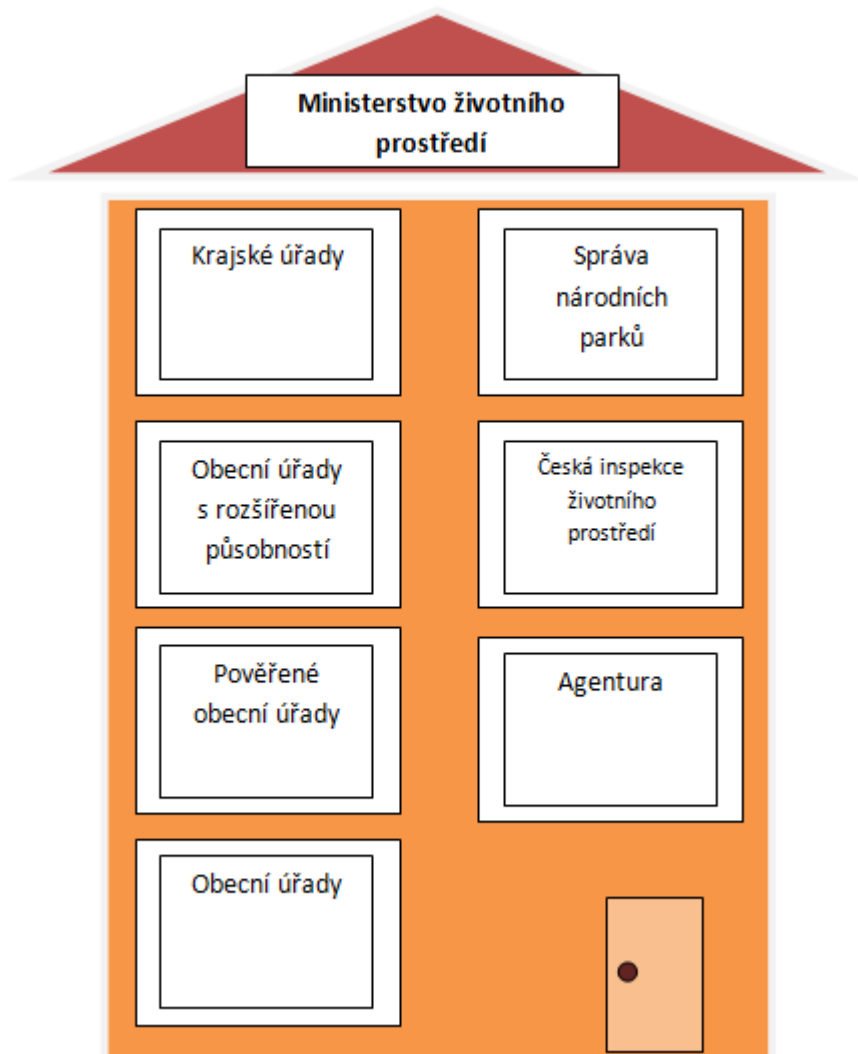 Ministerstvo životního
prostředí
Krajské úřady
Správa
národních
parků
Obecní úřady
s rozšířenou
působností
Česká inspekce
životního
prostředí
Pověřené
obecní úřady
Agentura
Obecní úřady